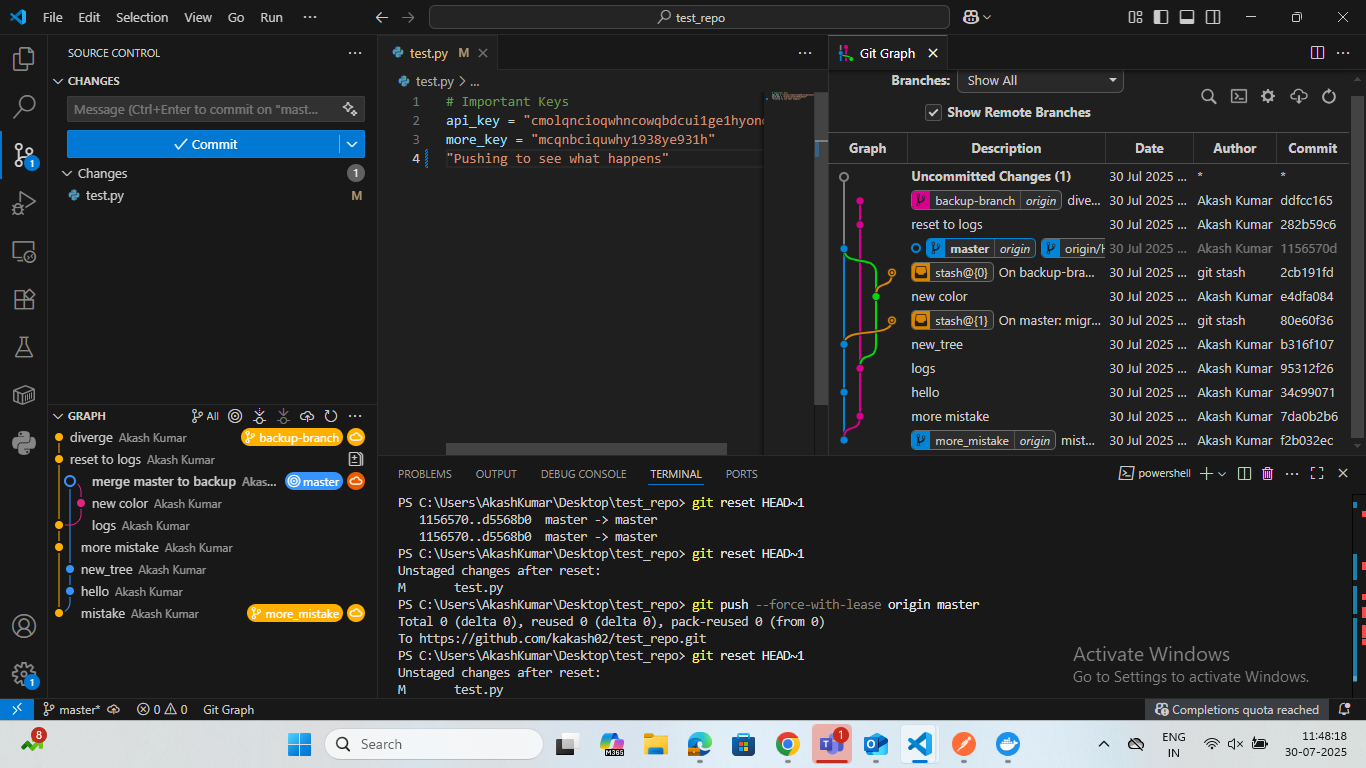 File Edit Selection View Go Run ··· test_repo
SOURCE CONTROL ···
CHANGES
Message (Ctrl+Enter to commit on "mast...
Commit
Changes 1
test.py M
GRAPH All ···
diverge Akash Kumar backup-branch
reset to logs Akash Kumar
merge master to backup Akas... master
new color Akash Kumar
logs Akash Kumar
more mistake Akash Kumar
new_tree Akash Kumar
hello Akash Kumar
mistake Akash Kumar more_mistake
1
1
test.py M ···
test.py > ...
1 # Important Keys
2 api_key = "cmolqncioqwhncowqbdcui1ge1hyond
3 more_key = "mcqnbciquwhy1938ye931h"
4 "Pushing to see what happens"
Git Graph ···
Branches: Show All
Show Remote Branches
Graph Description Date Author Commit
Uncommitted Changes (1) 30 Jul 2025 ... * *
backup-branch origin dive... 30 Jul 2025 ... Akash Kumar ddfcc165
reset to logs 30 Jul 2025 ... Akash Kumar 282b59c6
master origin origin/H 30 Jul 2025 ... Akash Kumar 1156570d
stash@{0} On backup-bra... 30 Jul 2025 ... git stash 2cb191fd
new color 30 Jul 2025 ... Akash Kumar e4dfa084
stash@{1} On master: migr... 30 Jul 2025 ... git stash 80e60f36
new_tree 30 Jul 2025 ... Akash Kumar b316f107
logs 30 Jul 2025 ... Akash Kumar 95312f26
hello 30 Jul 2025 ... Akash Kumar 34c99071
more mistake 30 Jul 2025 ... Akash Kumar 7da0b2b6
more_mistake origin mist... 30 Jul 2025 ... Akash Kumar f2b032ec
PROBLEMS OUTPUT DEBUG CONSOLE TERMINAL PORTS powershell ···
PS C:\Users\AkashKumar\Desktop\test_repo> git reset HEAD~1
1156570..d5568b0 master -> master
1156570..d5568b0 master -> master
PS C:\Users\AkashKumar\Desktop\test_repo> git reset HEAD~1
Unstaged changes after reset:
M test.py
PS C:\Users\AkashKumar\Desktop\test_repo> git push --force-with-lease origin master
Total 0 (delta 0), reused 0 (delta 0), pack-reused 0 (from 0)
To https://github.com/kakash02/test_repo.git
PS C:\Users\AkashKumar\Desktop\test_repo> git reset HEAD~1
Unstaged changes after reset:
M test.py
Activate Windows
Go to Settings to activate Windows.
master* 0 0 Git Graph Completions quota reached
8 Search M365 1 ENG 11:48:18
IN 30-07-2025